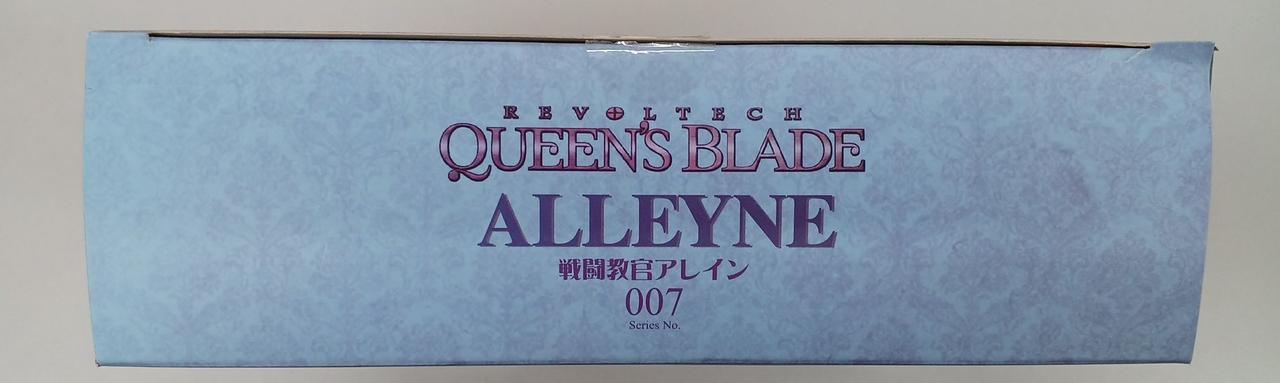 REVOLTECH
QUEEN'S BLADE
ALLEYNE
戦闘教官アレイン
007
Series No.